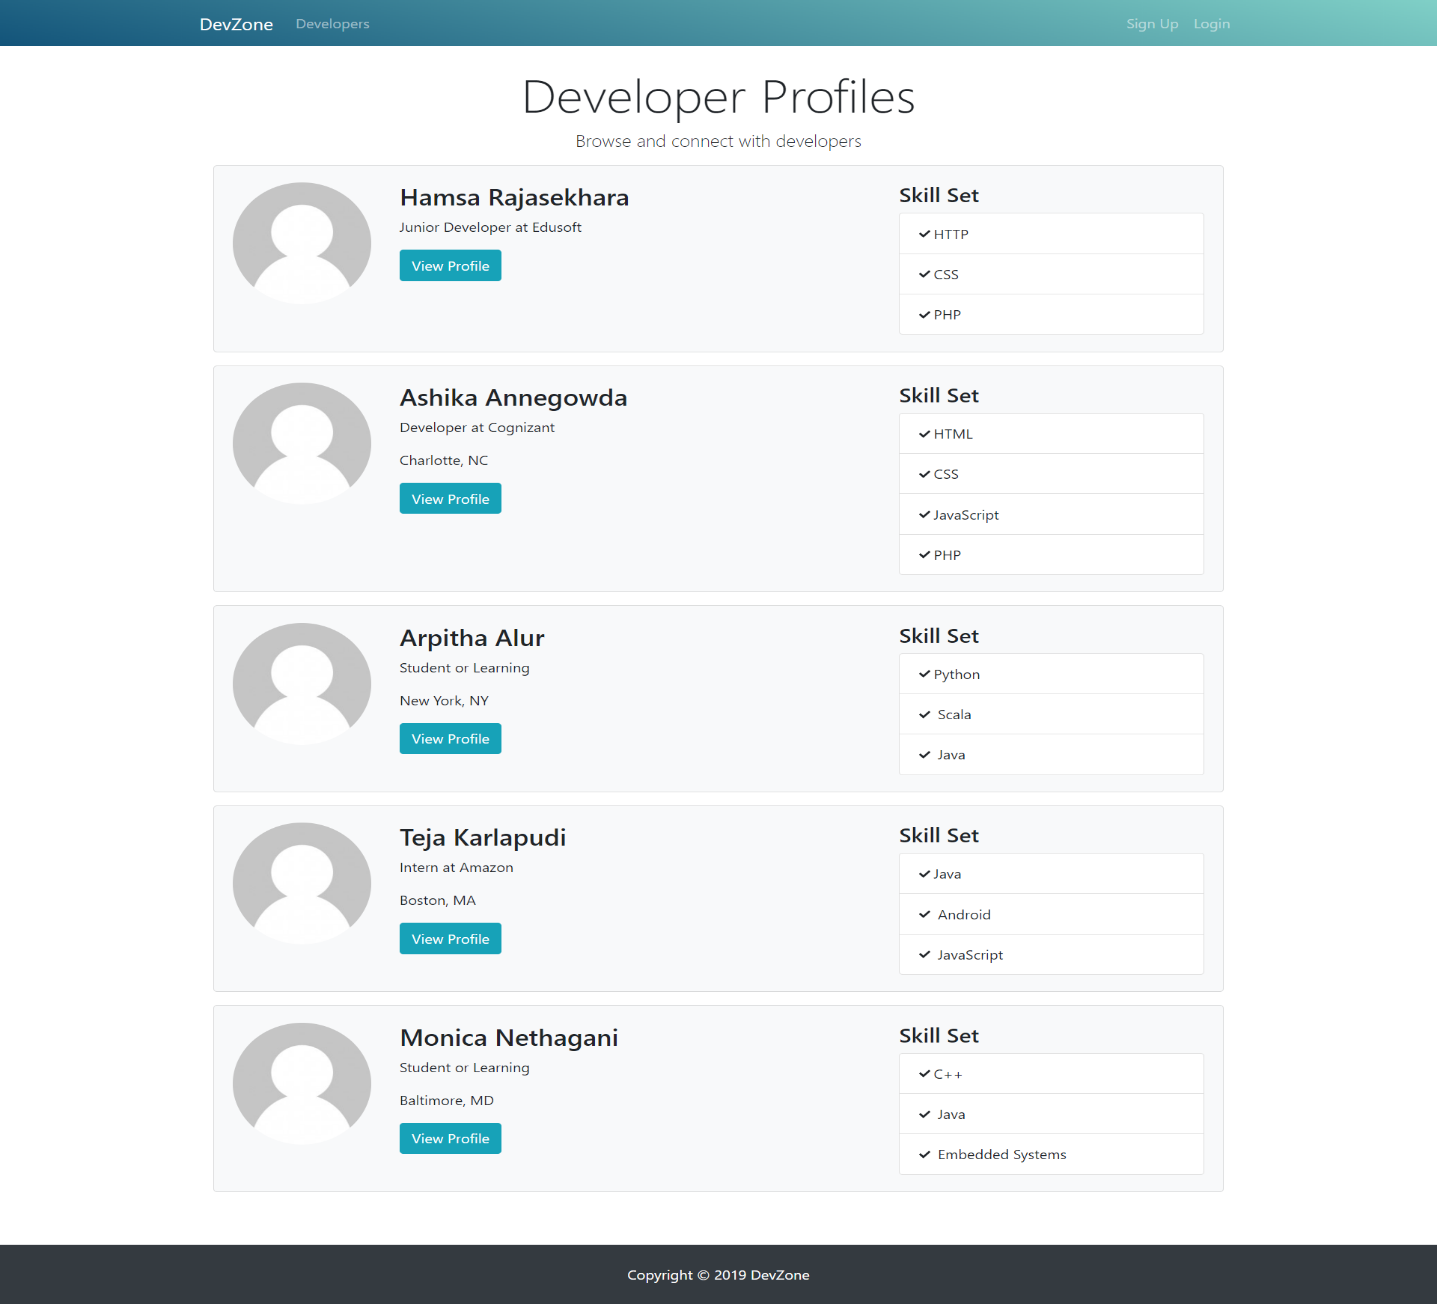 DevZone Developers Sign Up Login
Developer Profiles
Browse and connect with developers
Hamsa Rajasekhara
Junior Developer at Edusoft
View Profile
Skill Set
HTTP
CSS
PHP
Ashika Annegowda
Developer at Cognizant
Charlotte, NC
View Profile
Skill Set
HTML
CSS
JavaScript
PHP
Arpitha Alur
Student or Learning
New York, NY
View Profile
Skill Set
Python
Scala
Java
Teja Karlapudi
Intern at Amazon
Boston, MA
View Profile
Skill Set
Java
Android
JavaScript
Monica Nethagani
Student or Learning
Baltimore, MD
View Profile
Skill Set
C++
Java
Embedded Systems
Copyright © 2019 DevZone